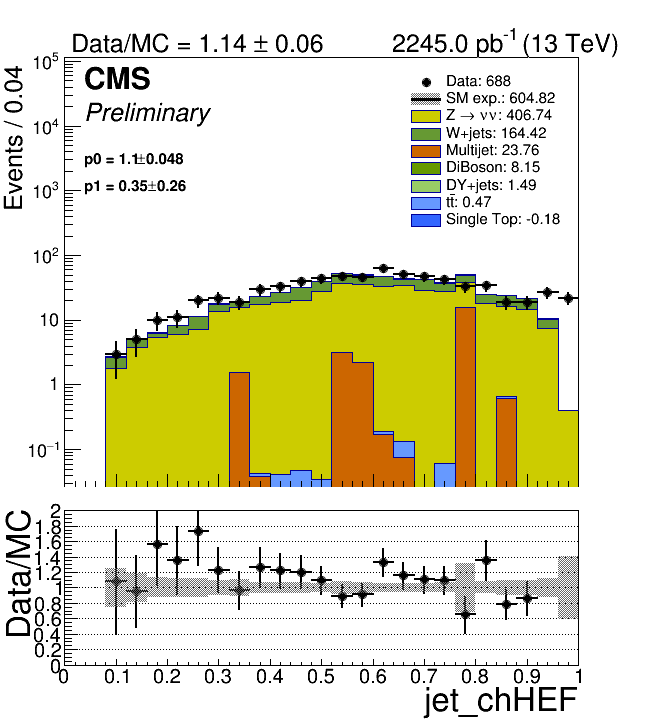 Data/MC = 1.14 ± 0.06 2245.0 pb⁻¹ (13 TeV)
CMS
Preliminary
p0 = 1.1±0.048
p1 = 0.35±0.26
Data: 688
SM exp.: 604.82
Z → νν: 406.74
W+jets: 164.42
Multijet: 23.76
DiBoson: 8.15
DY+jets: 1.49
tt̄: 0.47
Single Top: -0.18
Events / 0.04
10⁵
10⁴
10³
10²
10
1
10⁻¹
Data/MC
2
1.8
1.6
1.4
1.2
1
0.8
0.6
0.4
0.2
0
0 0.1 0.2 0.3 0.4 0.5 0.6 0.7 0.8 0.9 1
jet_chHEF